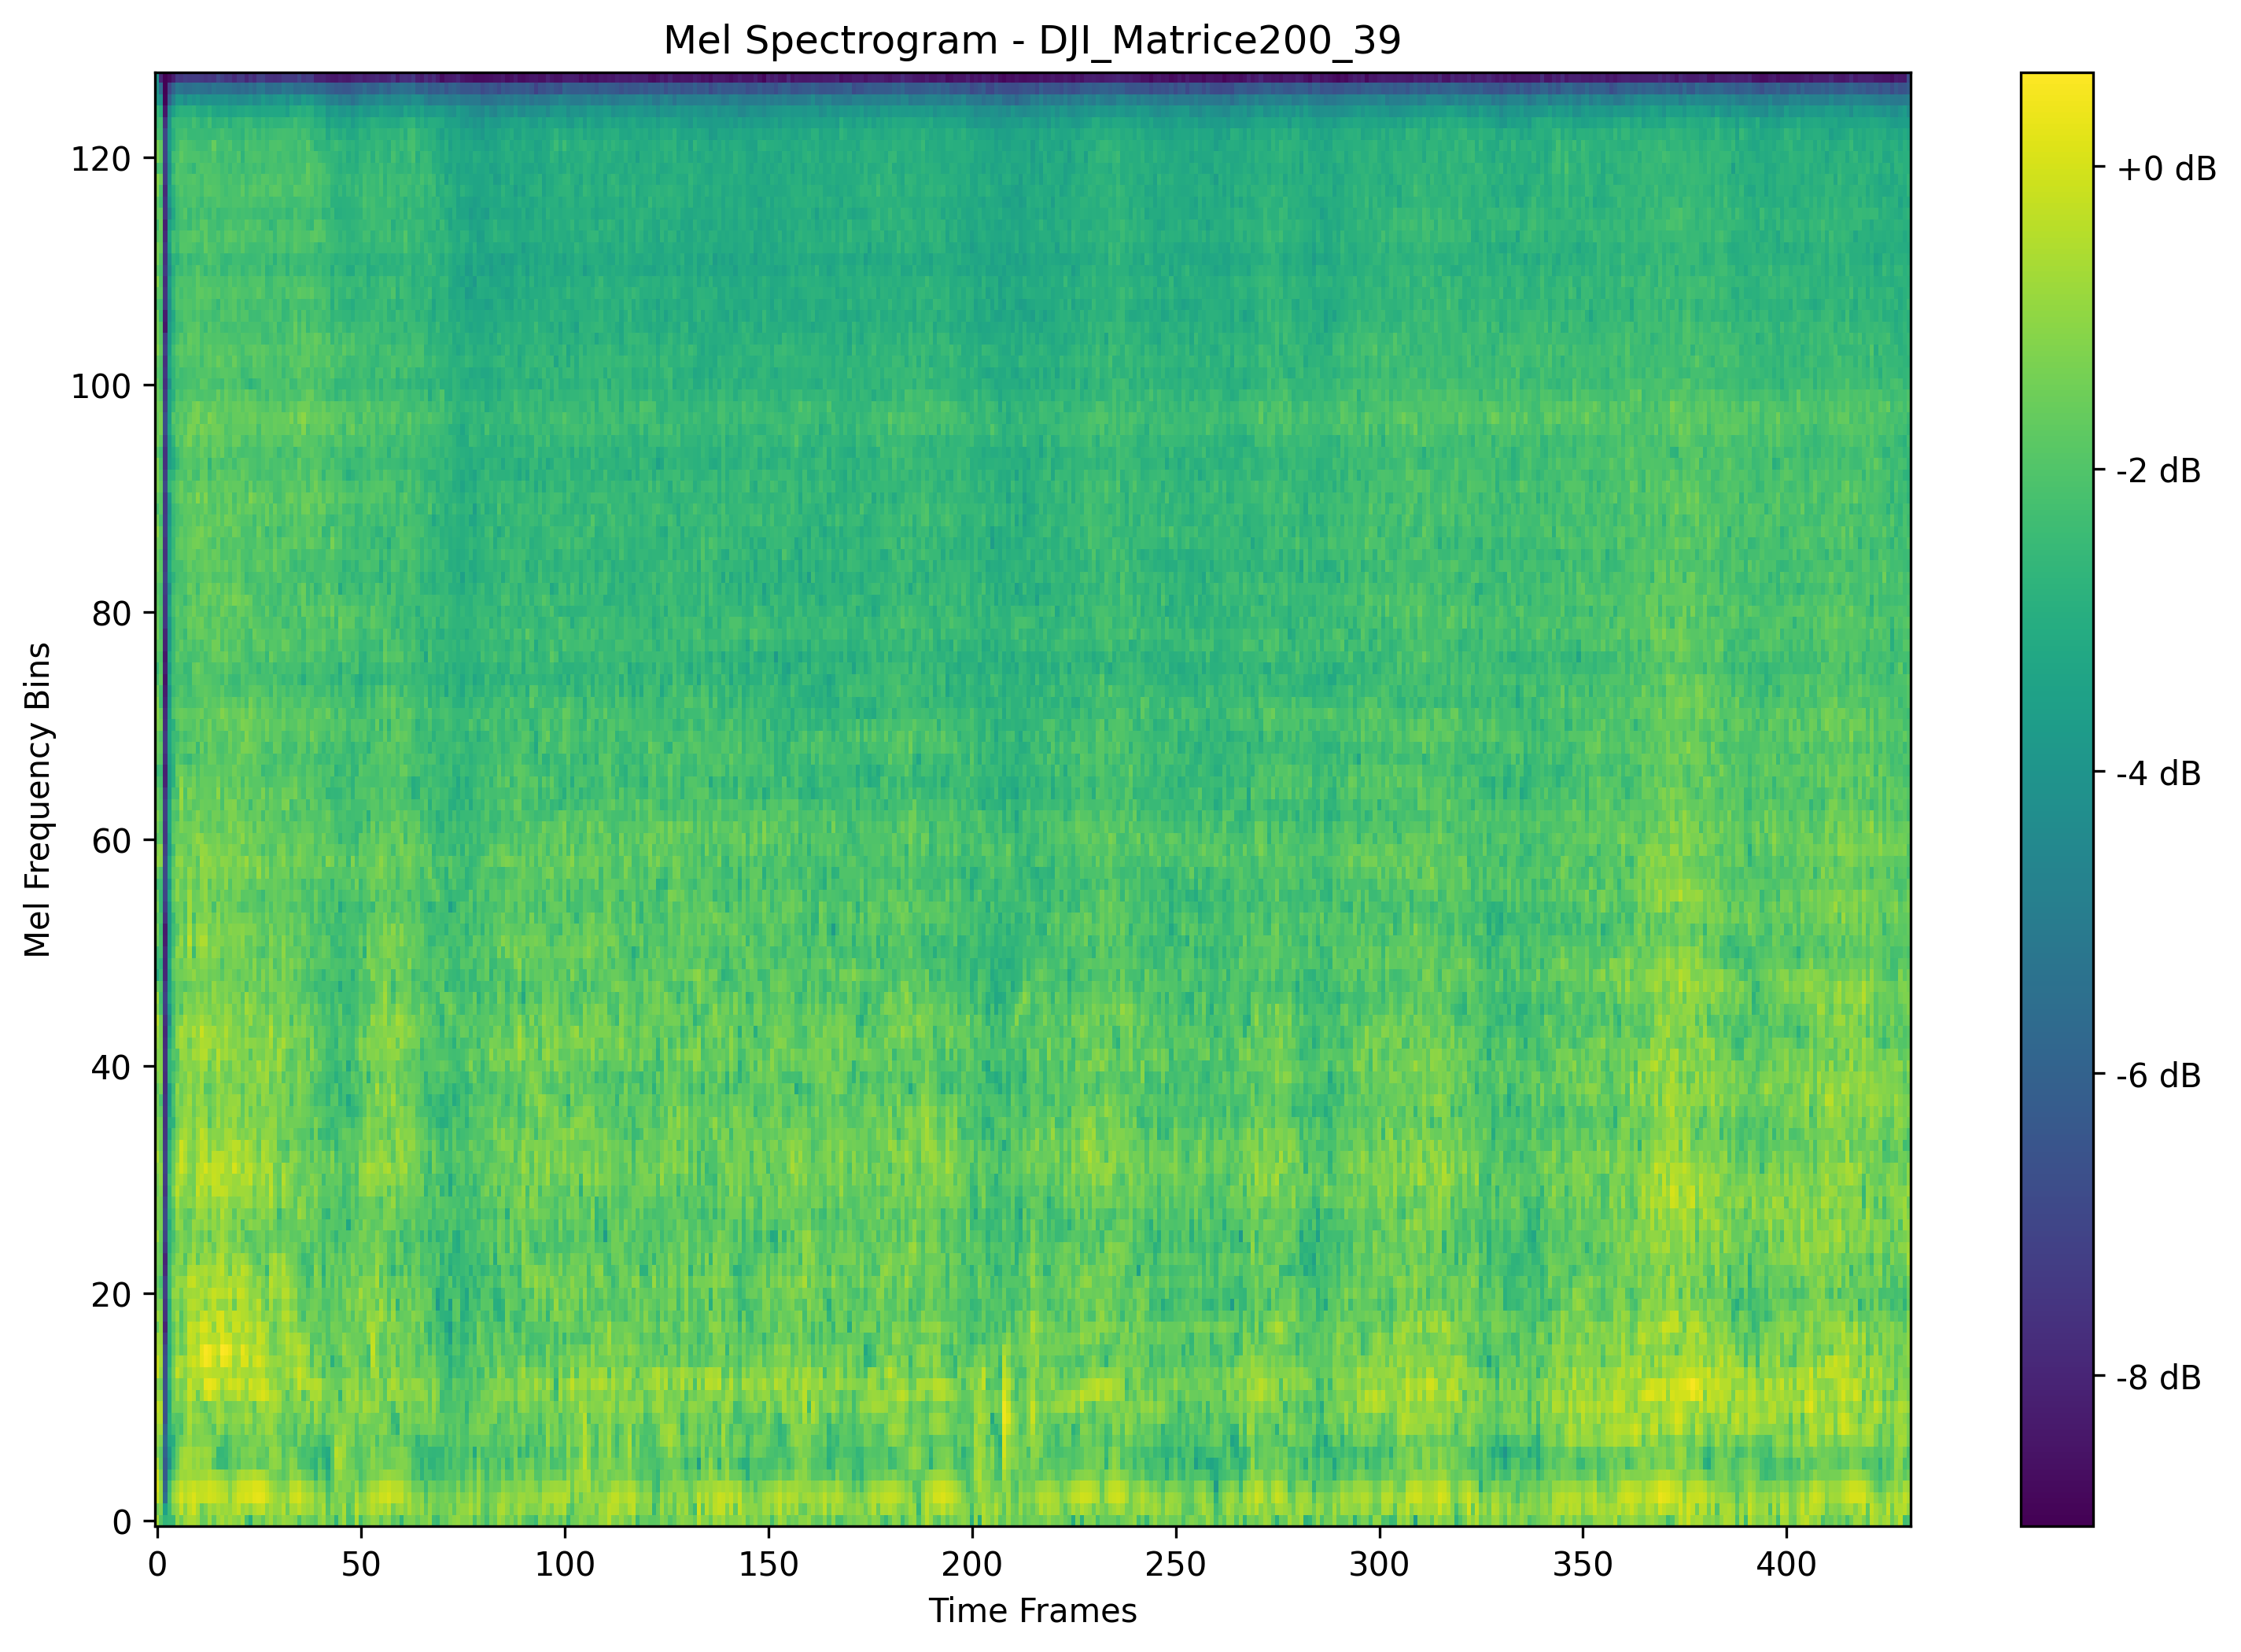 Mel Spectrogram - DJI_Matrice200_39
Mel Frequency Bins
120
100
80
60
40
20
0
0 50 100 150 200 250 300 350 400
Time Frames
+0 dB
-2 dB
-4 dB
-6 dB
-8 dB